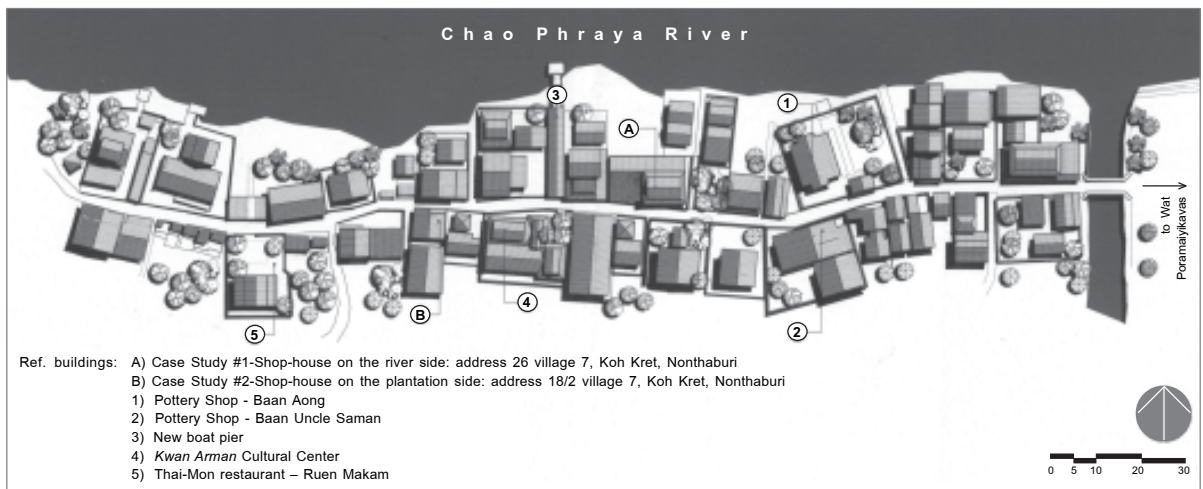 Chao Phraya River
3
1
A
to Wat
Poramaiyikavas
4
B
5
2
Ref. buildings: A) Case Study #1-Shop-house on the river side: address 26 village 7, Koh Kret, Nonthaburi
B) Case Study #2-Shop-house on the plantation side: address 18/2 village 7, Koh Kret, Nonthaburi
1) Pottery Shop - Baan Aong
2) Pottery Shop - Baan Uncle Saman
3) New boat pier
4) Kwan Arman Cultural Center
5) Thai-Mon restaurant – Ruen Makam
0 5 10 20 30